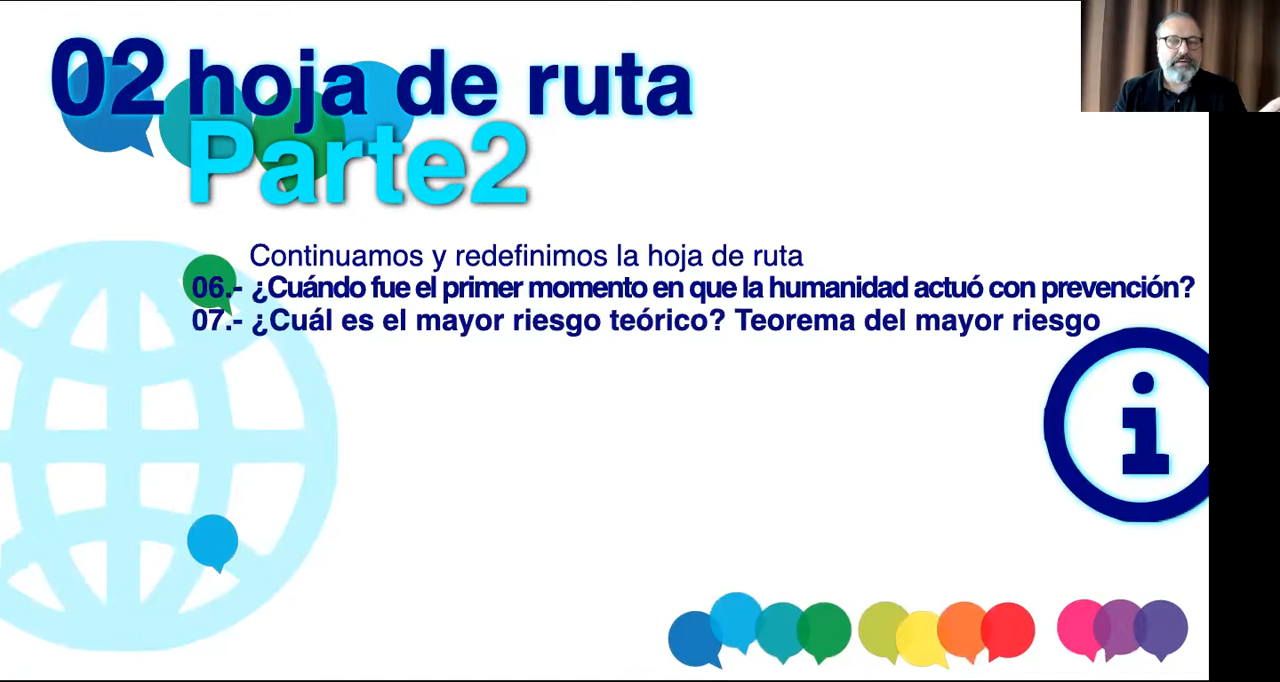 02 hoja de ruta
Parte2
Continuamos y redefinimos la hoja de ruta
06.- ¿Cuándo fue el primer momento en que la humanidad actuó con prevención?
07.- ¿Cuál es el mayor riesgo teórico? Teorema del mayor riesgo
i